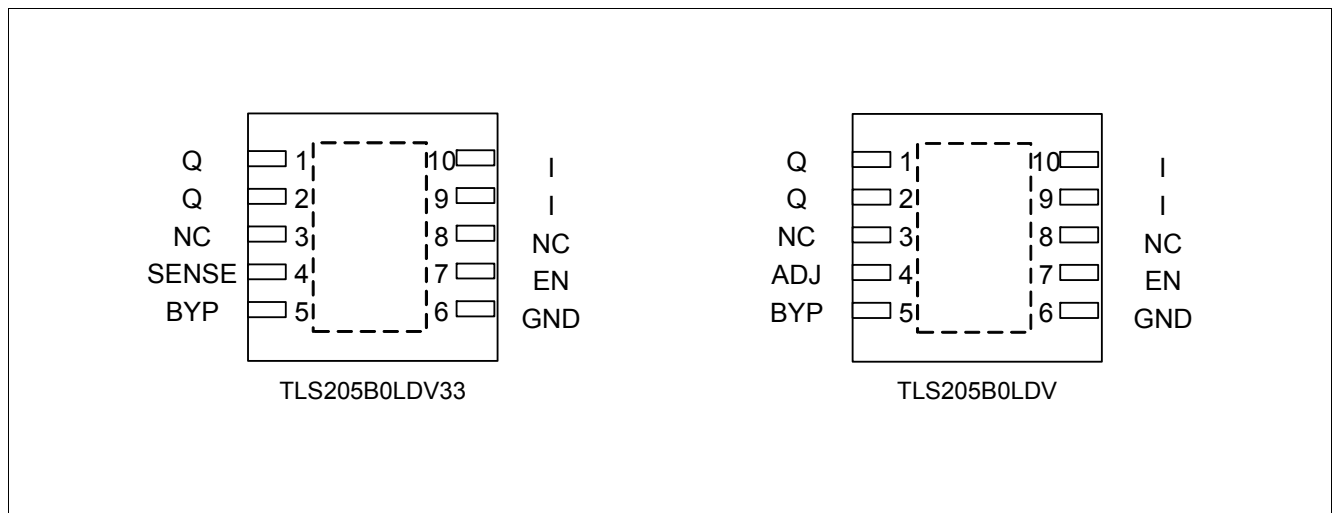 Q 1 10 I
Q 2 9 I
NC 3 8 NC
SENSE 4 7 EN
BYP 5 6 GND
TLS205B0LDV33
Q 1 10 I
Q 2 9 I
NC 3 8 NC
ADJ 4 7 EN
BYP 5 6 GND
TLS205B0LDV